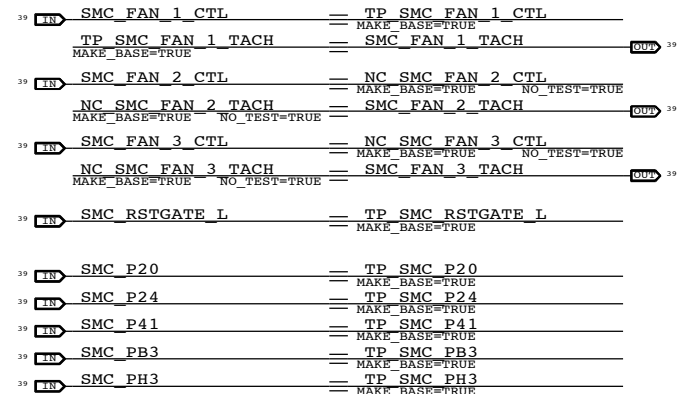 39 IN SMC_FAN_1_CTL TP_SMC_FAN_1_CTL
MAKE_BASE=TRUE
TP_SMC_FAN_1_TACH SMC_FAN_1_TACH OUT 39
MAKE_BASE=TRUE
39 IN SMC_FAN_2_CTL NC_SMC_FAN_2_CTL
MAKE_BASE=TRUE NO_TEST=TRUE
NC_SMC_FAN_2_TACH SMC_FAN_2_TACH OUT 39
MAKE_BASE=TRUE NO_TEST=TRUE
39 IN SMC_FAN_3_CTL NC_SMC_FAN_3_CTL
MAKE_BASE=TRUE NO_TEST=TRUE
NC_SMC_FAN_3_TACH SMC_FAN_3_TACH OUT 39
MAKE_BASE=TRUE NO_TEST=TRUE
39 IN SMC_RSTGATE_L TP_SMC_RSTGATE_L
MAKE_BASE=TRUE
39 IN SMC_P20 TP_SMC_P20
MAKE_BASE=TRUE
39 IN SMC_P24 TP_SMC_P24
MAKE_BASE=TRUE
39 IN SMC_P41 TP_SMC_P41
MAKE_BASE=TRUE
39 IN SMC_PB3 TP_SMC_PB3
MAKE_BASE=TRUE
39 IN SMC_PH3 TP_SMC_PH3
MAKE_BASE=TRUE